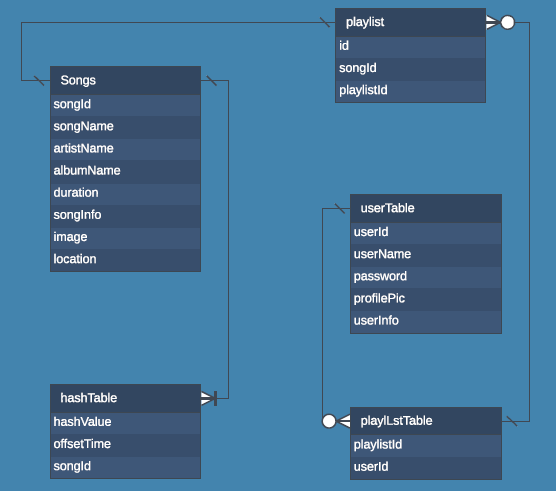 playlist
id
songId
playlistId
Songs
songId
songName
artistName
albumName
duration
songInfo
image
location
userTable
userId
userName
password
profilePic
userInfo
hashTable
hashValue
offsetTime
songId
playlLstTable
playlistId
userId